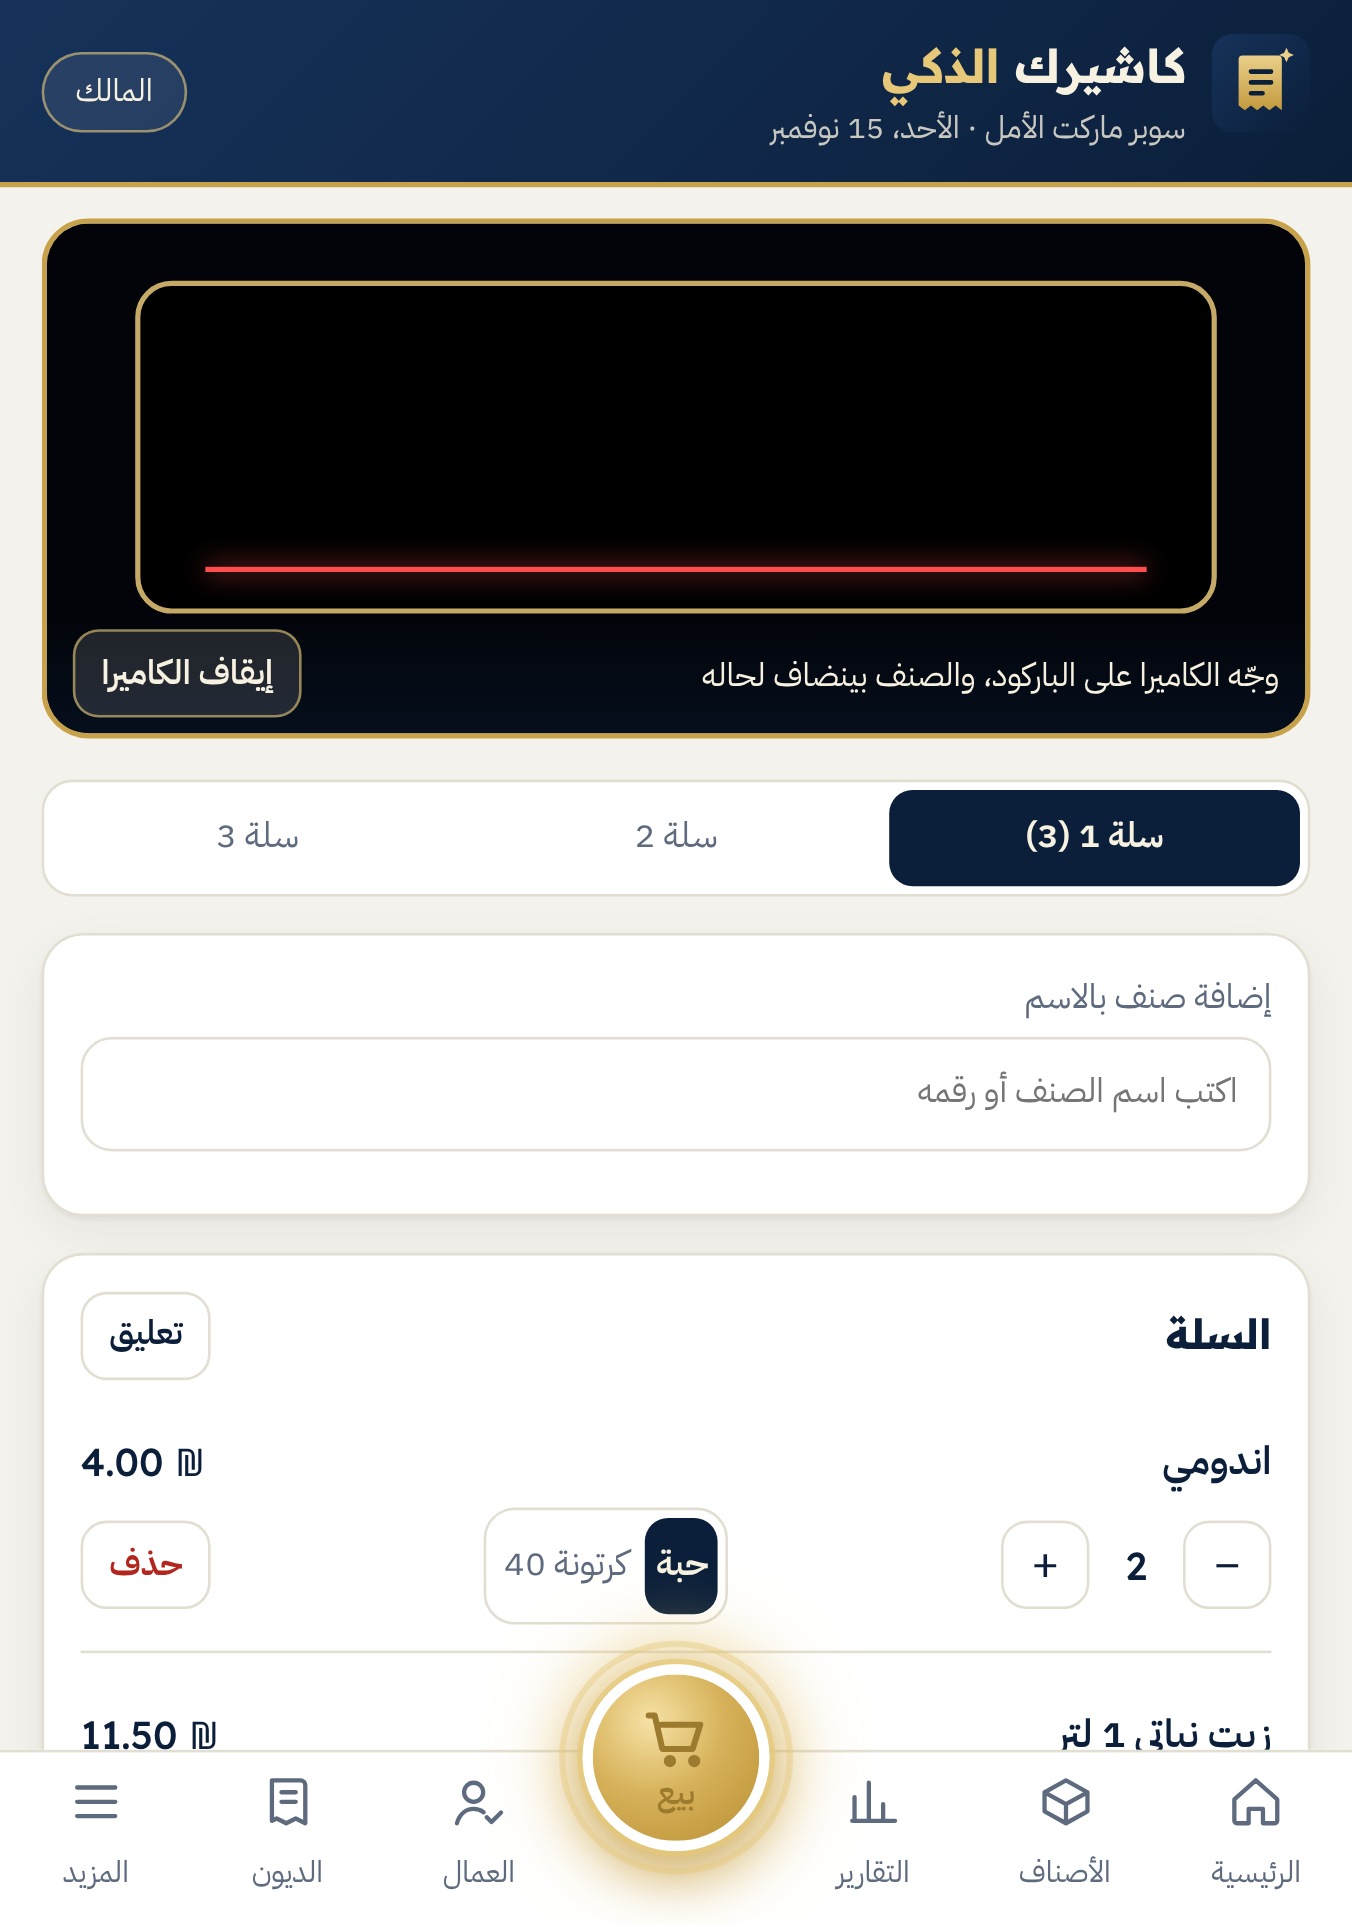 كاشيرك الذكي
سوبر ماركت الأمل · الأحد، 15 نوفمبر
المالك
وجّه الكاميرا على الباركود، والصنف بينضاف لحاله
إيقاف الكاميرا
سلة 1 (3)
سلة 2
سلة 3
إضافة صنف بالاسم
اكتب اسم الصنف أو رقمه
السلة
تعليق
اندومي
4.00 ₪
− 2 +
حبة
كرتونة 40
حذف
زيت نباتي 1 لتر
11.50 ₪
الرئيسية
الأصناف
التقارير
بيع
العمال
الديون
المزيد